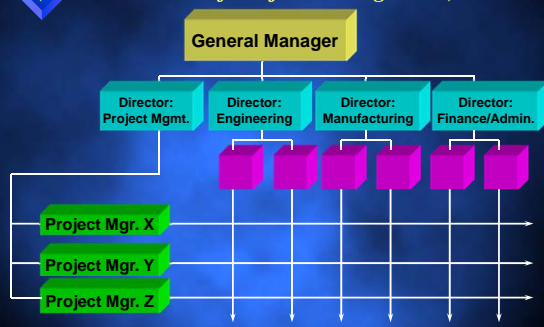 General Manager
Director:
Project Mgmt.
Director:
Engineering
Director:
Manufacturing
Director:
Finance/Admin.
Project Mgr. X
Project Mgr. Y
Project Mgr. Z